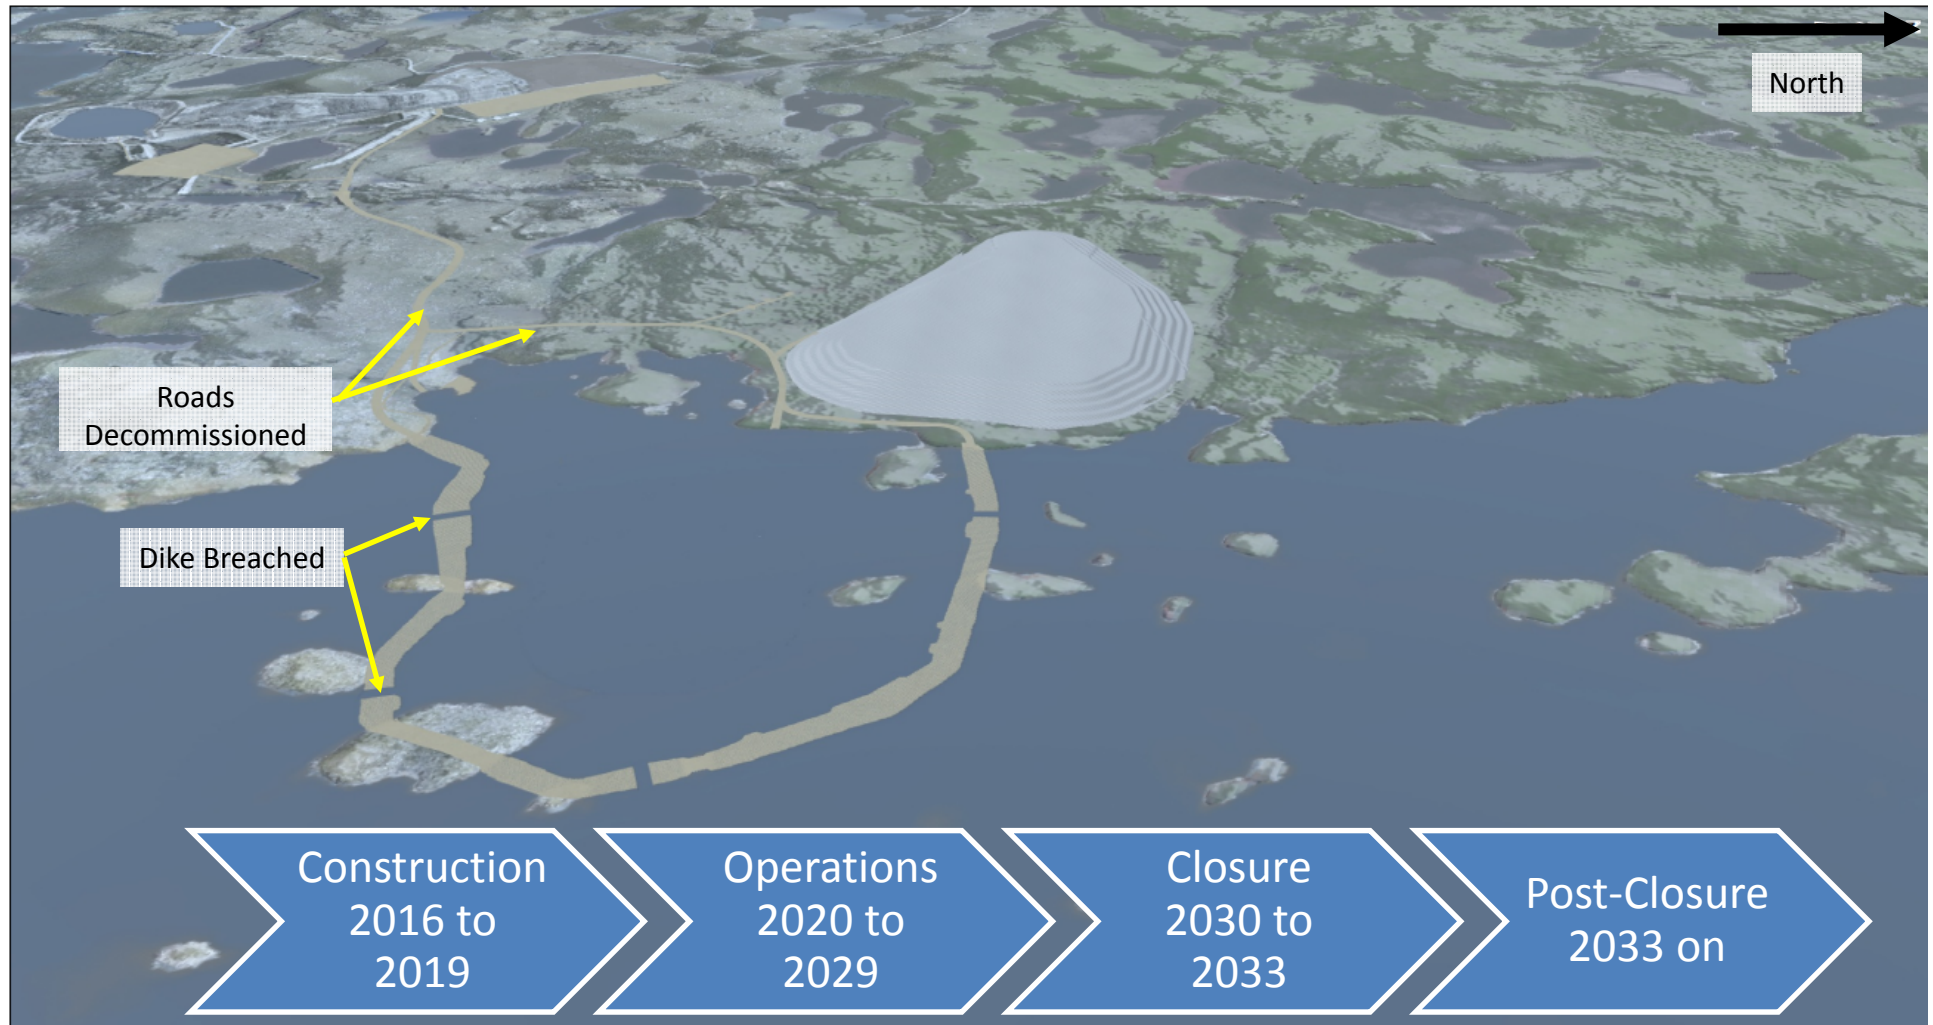 North
Roads
Decommissioned
Dike Breached
Construction
2016 to
2019
Operations
2020 to
2029
Closure
2030 to
2033
Post-Closure
2033 on